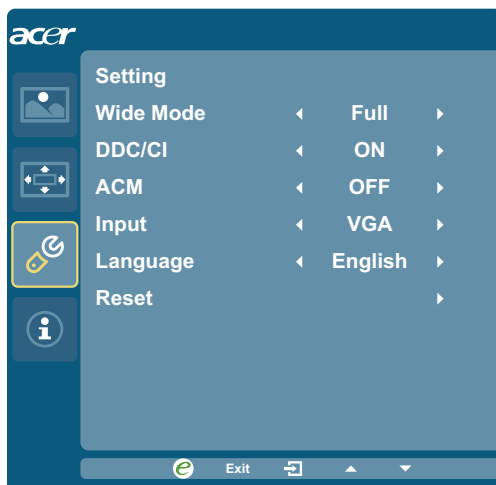 acer
Setting
Wide Mode Full
DDC/CI ON
ACM OFF
Input VGA
Language English
Reset
e Exit